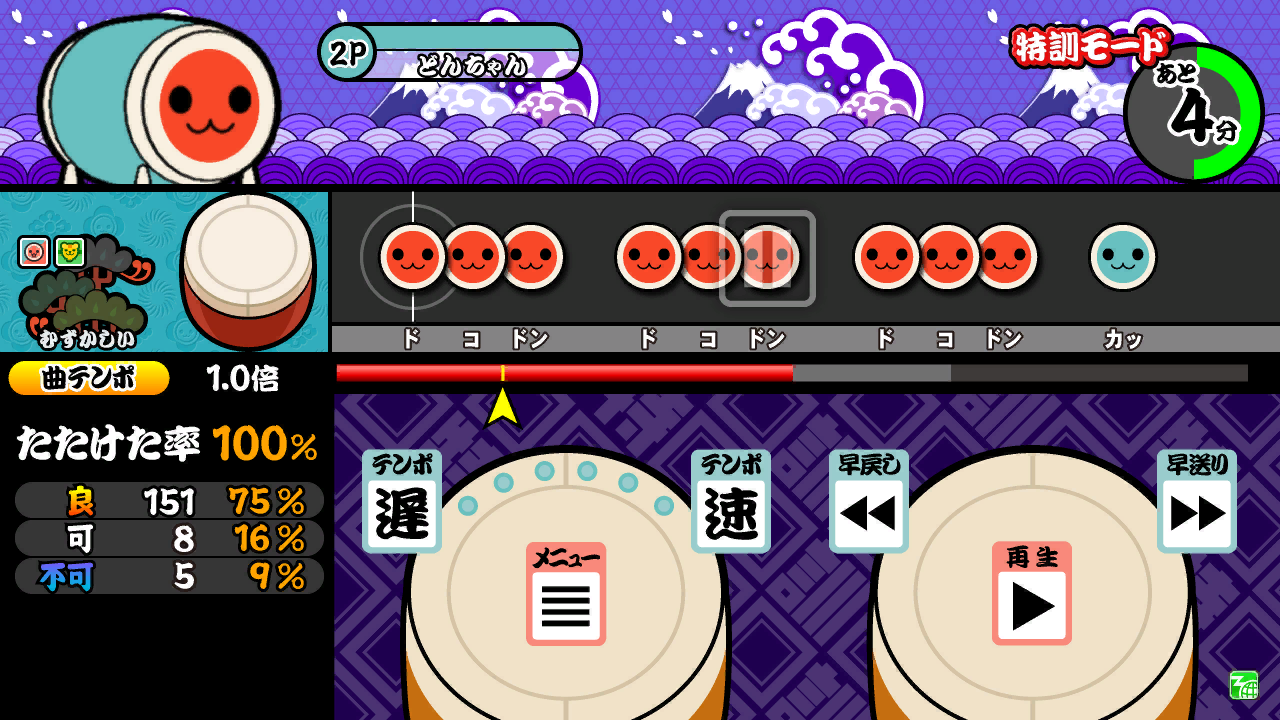 2P
どんちゃん
特訓モード
あと
4分
むずかしい
ド コ ドン ド コ ドン ド コ ドン カッ
曲テンポ 1.0倍
たたけた率 100%
良 151 75%
可 8 16%
不可 5 9%
テンポ
遅
テンポ
速
メニュー
早戻し
早送り
再生